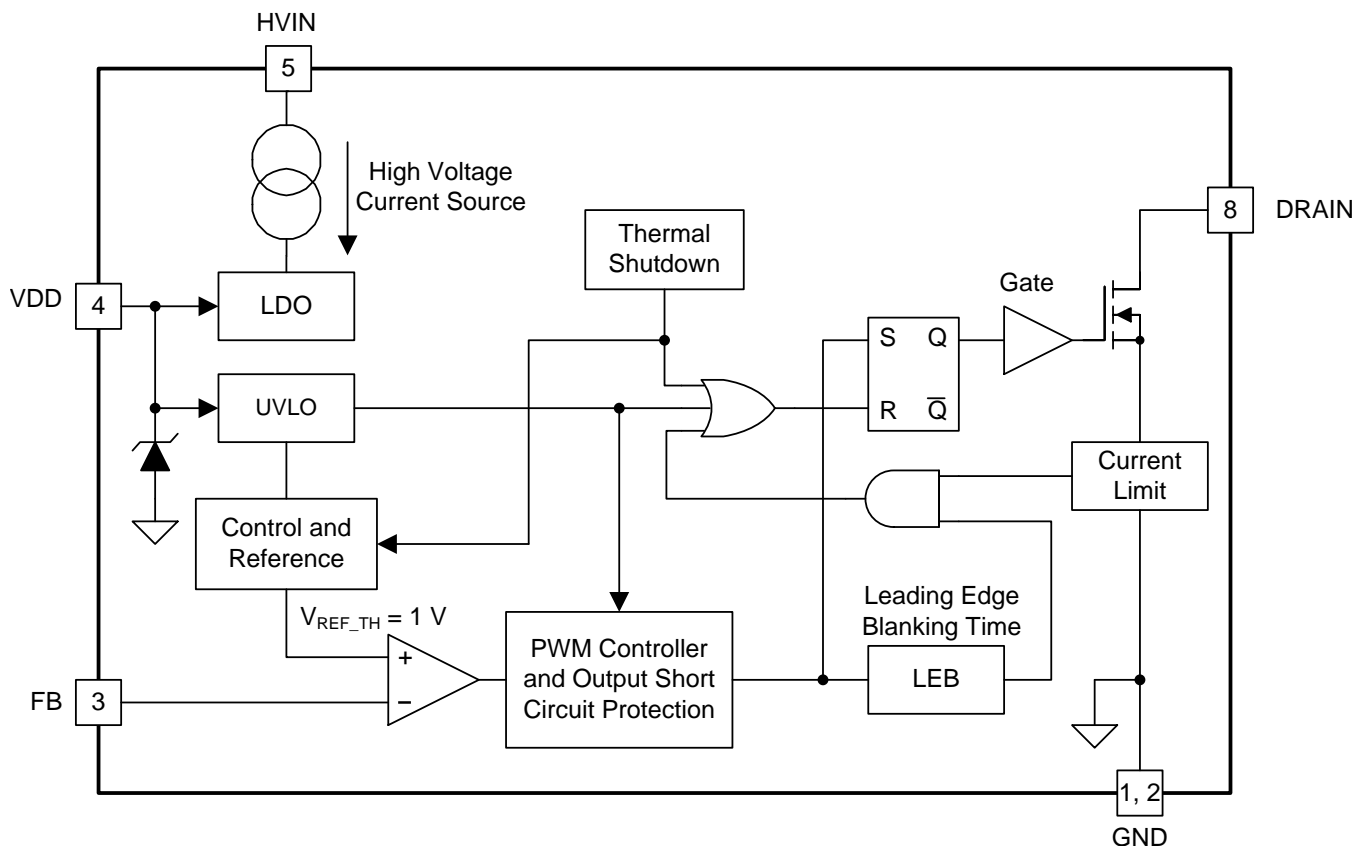 HVIN
5
High Voltage
Current Source
8
DRAIN
Thermal
Shutdown
VDD
4
LDO
Gate
S
Q
UVLO
R
Q̅
Current
Limit
Control and
Reference
V_REF_TH = 1 V
Leading Edge
Blanking Time
+
PWM Controller
and Output Short
Circuit Protection
LEB
FB
3
−
1, 2
GND